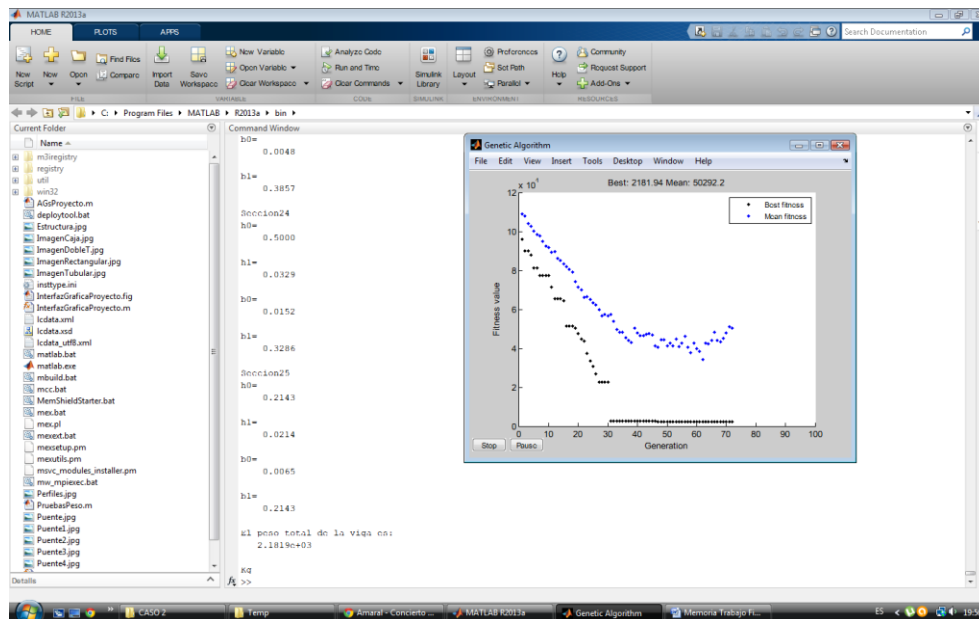 MATLAB R2013a
HOME PLOTS APPS
Search Documentation
New Script
New
Open
Find Files
Compare
Import Data
Save Workspace
New Variable
Open Variable
Clear Workspace
Analyze Code
Run and Time
Clear Commands
Simulink Library
Layout
Preferences
Set Path
Parallel
Help
Community
Request Support
Add-Ons
FILE VARIABLE CODE SIMULINK ENVIRONMENT RESOURCES
C: Program Files MATLAB R2013a bin
Current Folder
Name
m3iregistry
registry
util
win32
AGsProyecto.m
deploytool.bat
Estructura.jpg
ImagenCaja.jpg
ImagenDobleT.jpg
ImagenRectangular.jpg
ImagenTubular.jpg
insttype.ini
InterfazGraficaProyecto.fig
InterfazGraficaProyecto.m
lcdata.xml
lcdata.xsd
lcdata_utf8.xml
matlab.bat
matlab.exe
mbuild.bat
mcc.bat
MemShieldStarter.bat
mex.bat
mex.pl
mexext.bat
mexsetup.pm
mexutils.pm
msvc_modules_installer.pm
mw_mpiexec.bat
Perfiles.jpg
PruebasPeso.m
Puente.jpg
Puente1.jpg
Puente2.jpg
Puente3.jpg
Puente4.jpg
Details
Command Window
b0=
0.0048
b1=
0.3857
Seccion24
h0=
0.5000
h1=
0.0329
b0=
0.0152
b1=
0.3286
Seccion25
h0=
0.2143
h1=
0.0214
b0=
0.0065
b1=
0.2143
El peso total de la viga es:
2.1819e+03
Kg
fx >>
Genetic Algorithm
File Edit View Insert Tools Desktop Window Help
Best: 2181.94 Mean: 50292.2
Best fitness
Mean fitness
12
10
8
6
4
2
0
Fitness value
0 10 20 30 40 50 60 70 80 90 100
Generation
Stop Pause
CASO 2
Temp
Amaral - Concierto ...
MATLAB R2013a
Genetic Algorithm
Memoria Trabajo Fi...
ES